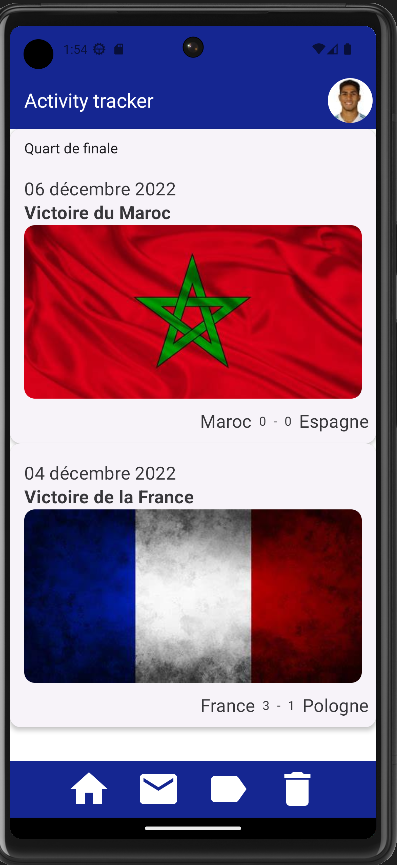 1:54
Activity tracker
Quart de finale
06 décembre 2022
Victoire du Maroc
Maroc 0 - 0 Espagne
04 décembre 2022
Victoire de la France
France 3 - 1 Pologne